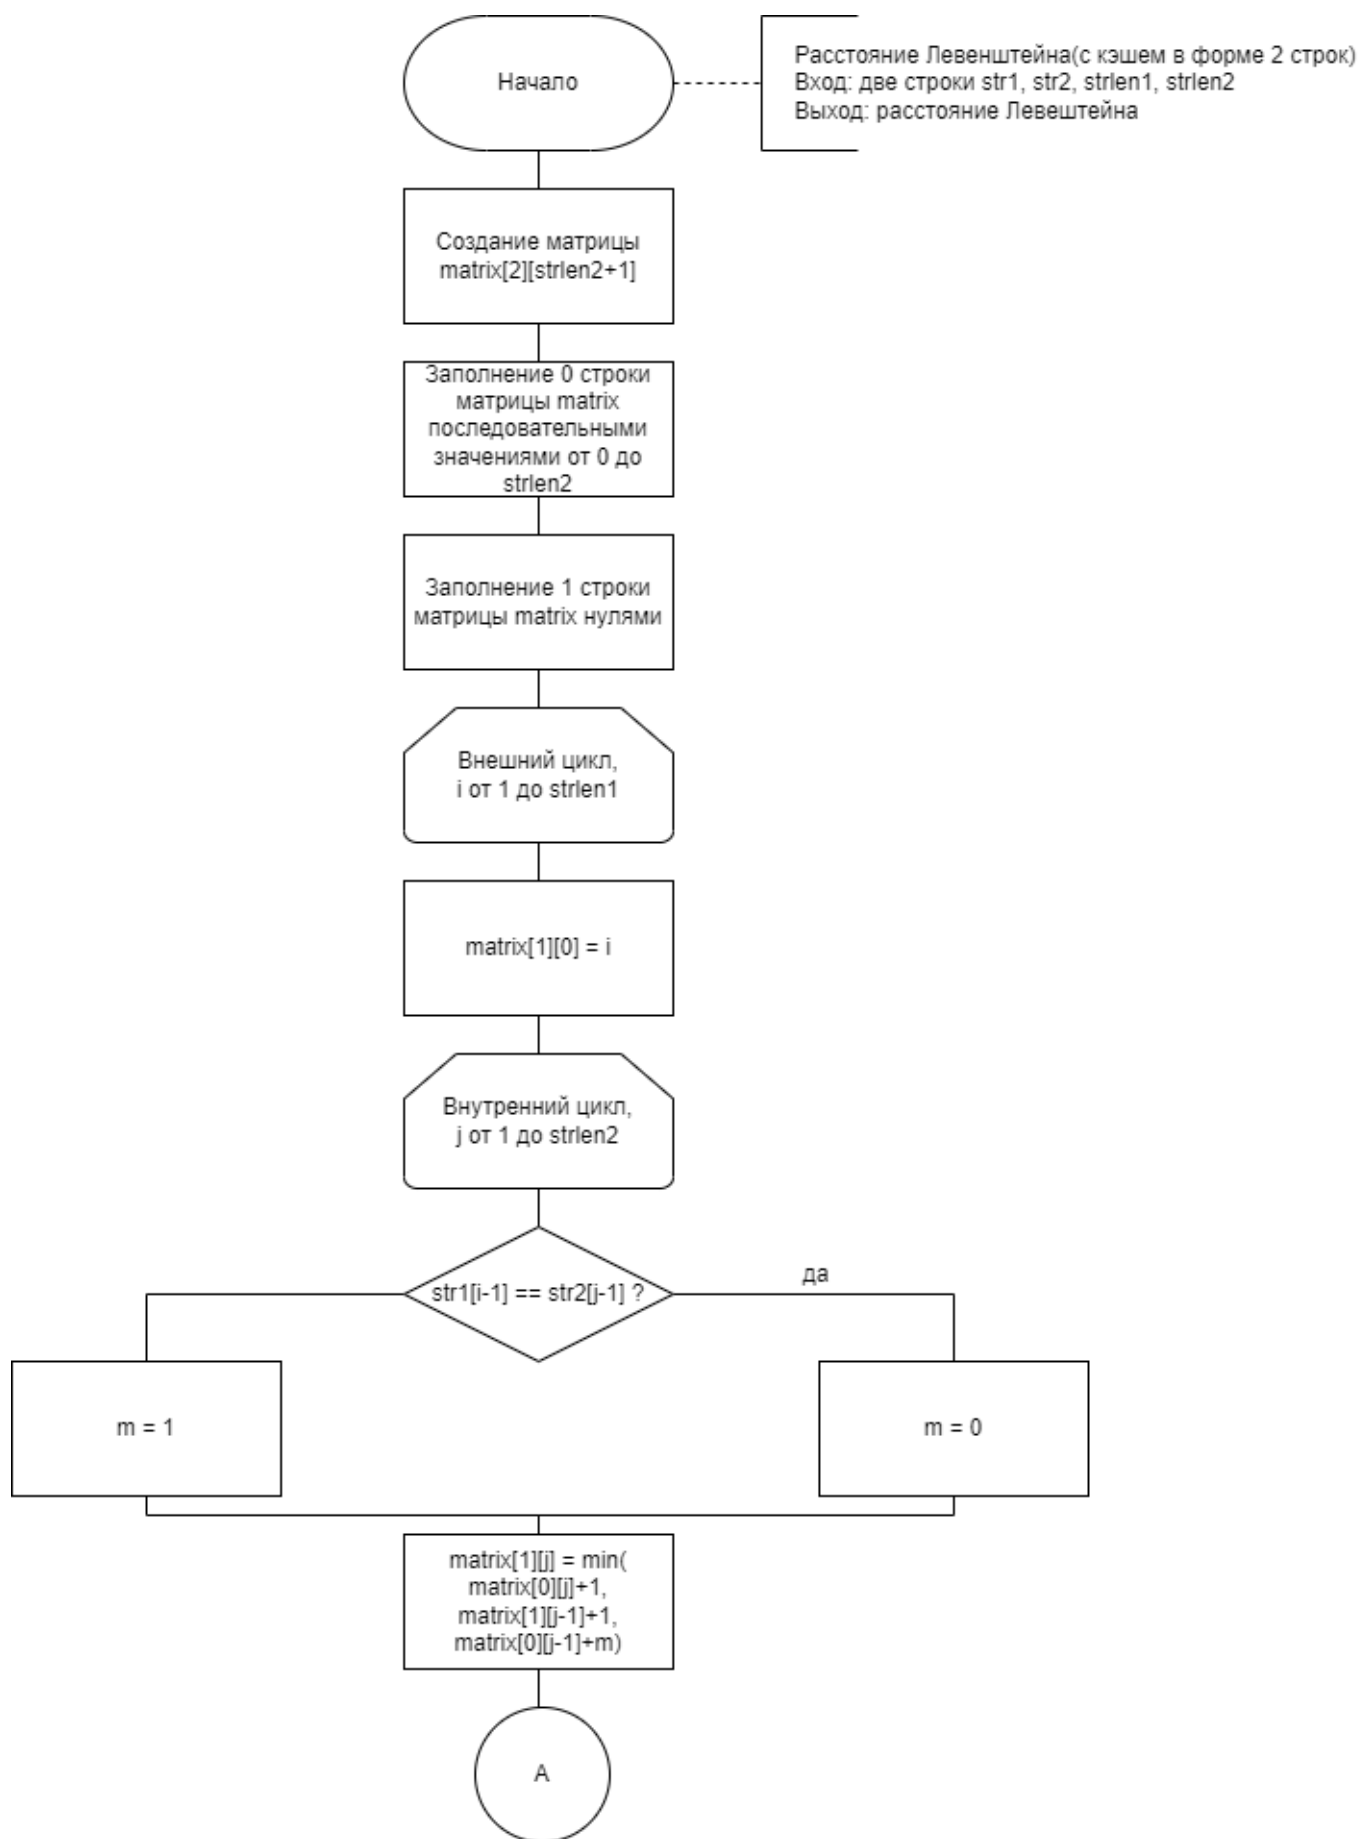 Начало
Расстояние Левенштейна(с кэшем в форме 2 строк)
Вход: две строки str1, str2, strlen1, strlen2
Выход: расстояние Левештейна
Создание матрицы
matrix[2][strlen2+1]
Заполнение 0 строки
матрицы matrix
последовательными
значениями от 0 до
strlen2
Заполнение 1 строки
матрицы matrix нулями
Внешний цикл,
i от 1 до strlen1
matrix[1][0] = i
Внутренний цикл,
j от 1 до strlen2
str1[i-1] == str2[j-1] ?
да
m = 1
m = 0
matrix[1][j] = min(
matrix[0][j]+1,
matrix[1][j-1]+1,
matrix[0][j-1]+m)
A